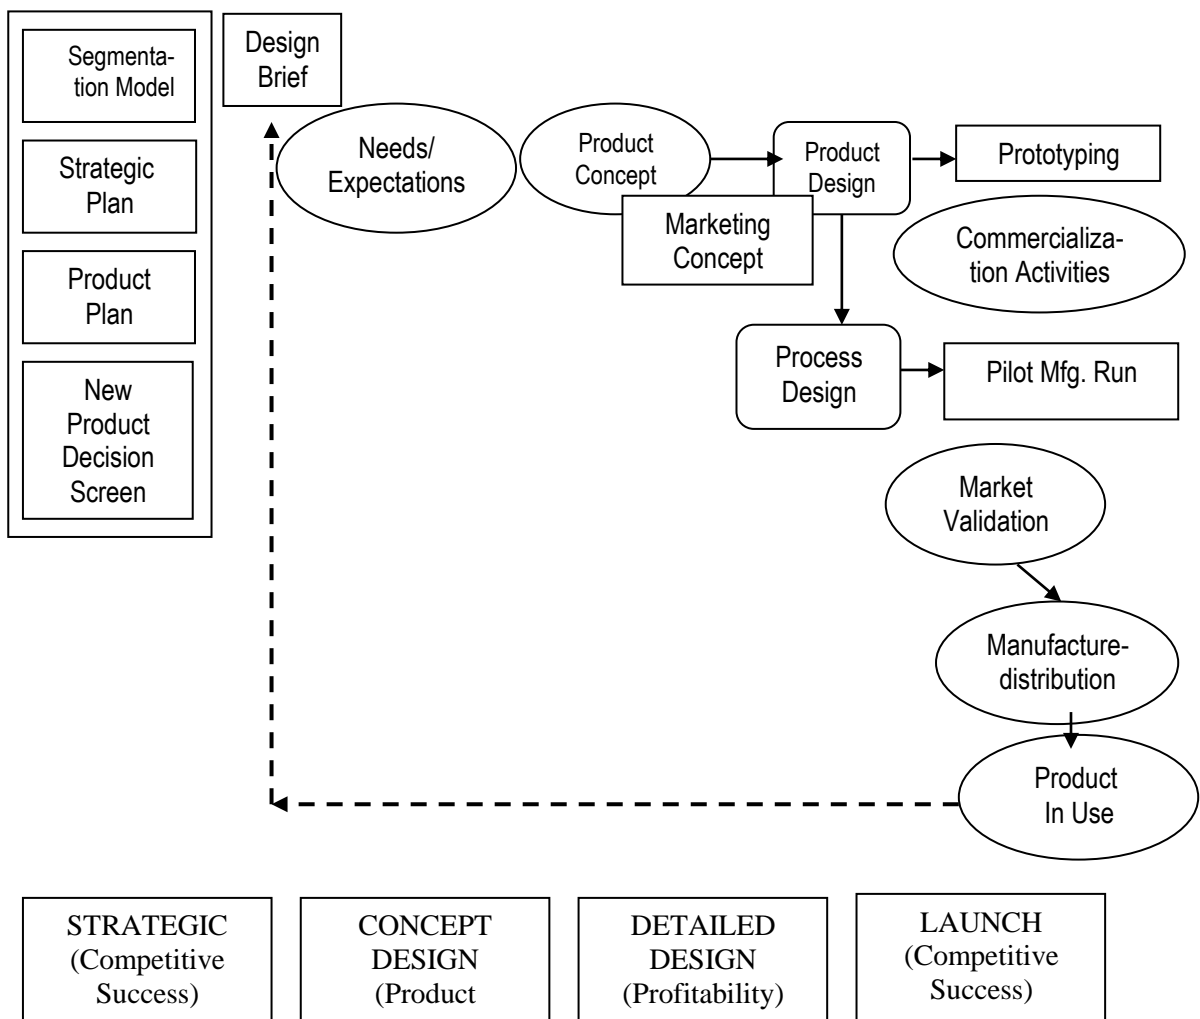 Segmenta-
tion Model
Strategic
Plan
Product
Plan
New
Product
Decision
Screen
Design
Brief
Needs/
Expectations
Product
Concept
Marketing
Concept
Product
Design
Prototyping
Commercializa-
tion Activities
Process
Design
Pilot Mfg. Run
Market
Validation
Manufacture-
distribution
Product
In Use
STRATEGIC
(Competitive
Success)
CONCEPT
DESIGN
(Product
DETAILED
DESIGN
(Profitability)
LAUNCH
(Competitive
Success)